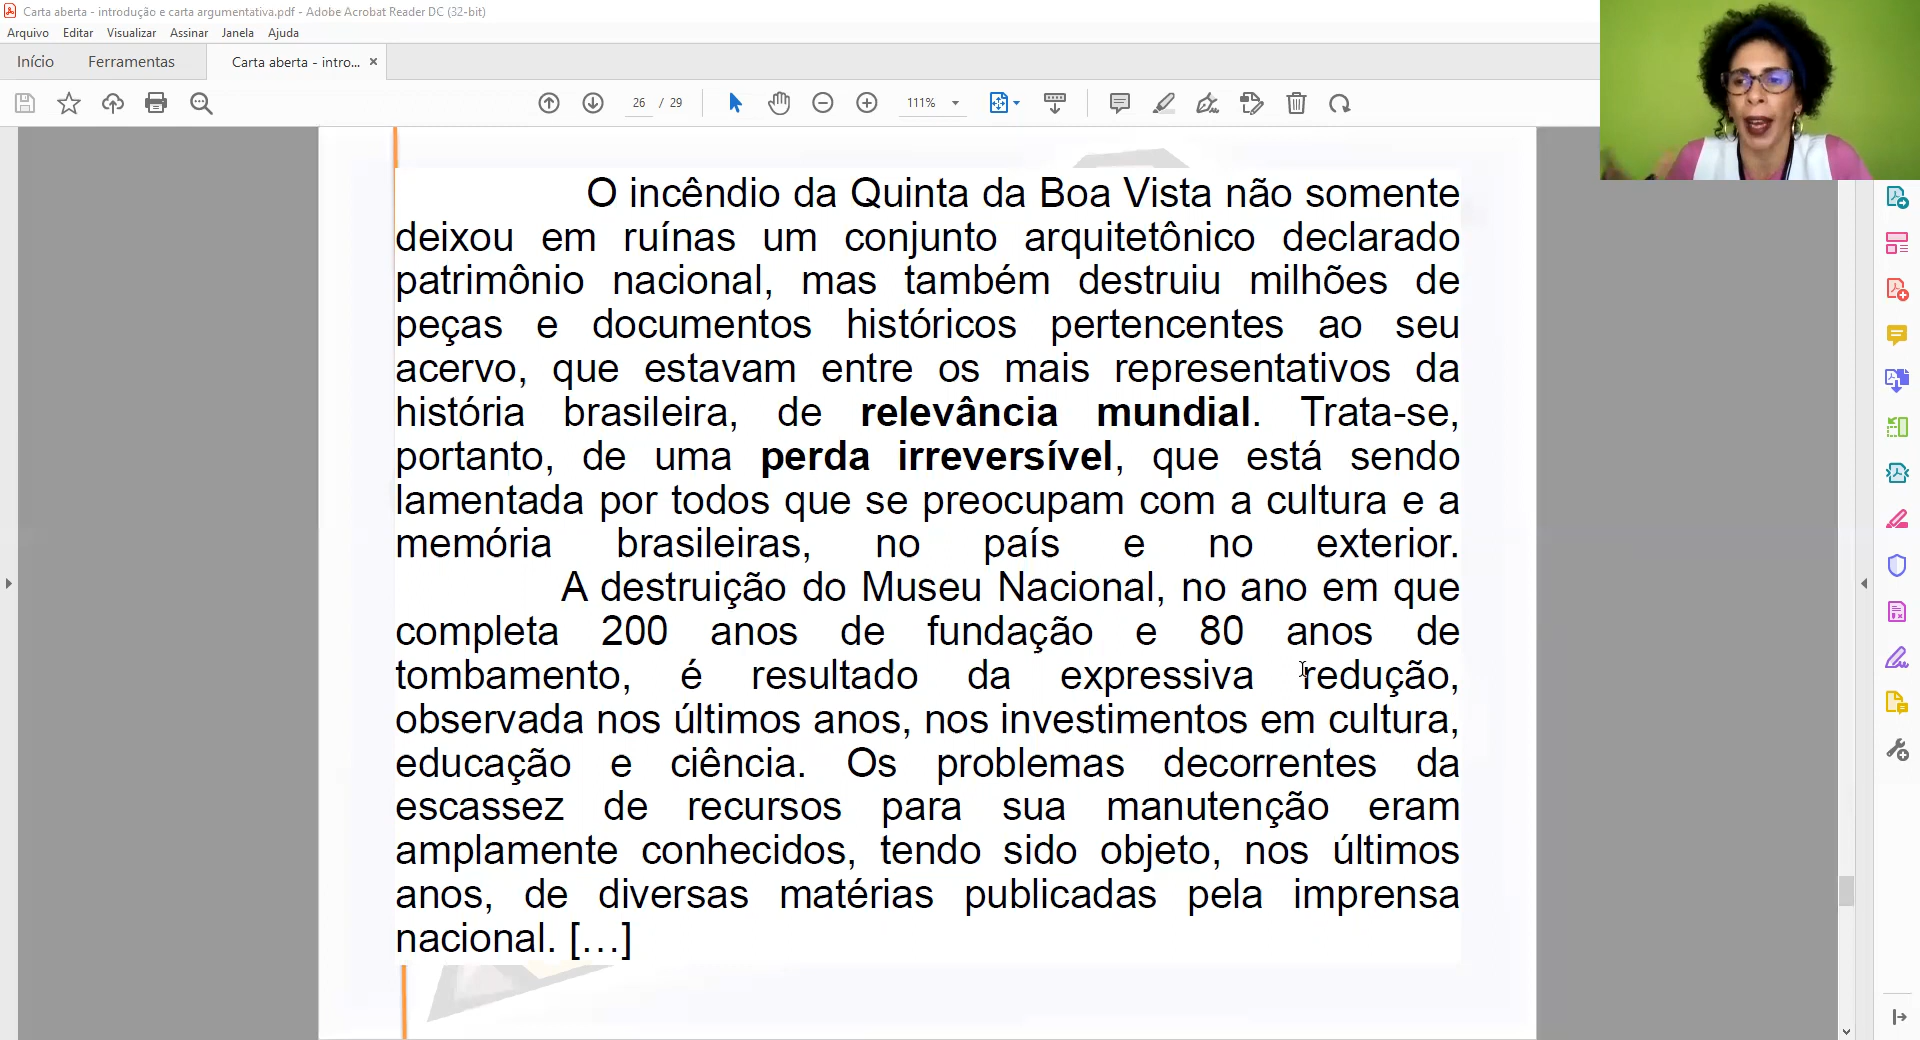 Carta aberta - introdução e carta argumentativa.pdf - Adobe Acrobat Reader DC (32-bit)
Arquivo Editar Visualizar Assinar Janela Ajuda
Início Ferramentas Carta aberta - intro... ×
26 / 29 111%
O incêndio da Quinta da Boa Vista não somente
deixou em ruínas um conjunto arquitetônico declarado
patrimônio nacional, mas também destruiu milhões de
peças e documentos históricos pertencentes ao seu
acervo, que estavam entre os mais representativos da
história brasileira, de relevância mundial. Trata-se,
portanto, de uma perda irreversível, que está sendo
lamentada por todos que se preocupam com a cultura e a
memória brasileiras, no país e no exterior.
A destruição do Museu Nacional, no ano em que
completa 200 anos de fundação e 80 anos de
tombamento, é resultado da expressiva redução,
observada nos últimos anos, nos investimentos em cultura,
educação e ciência. Os problemas decorrentes da
escassez de recursos para sua manutenção eram
amplamente conhecidos, tendo sido objeto, nos últimos
anos, de diversas matérias publicadas pela imprensa
nacional. [...]